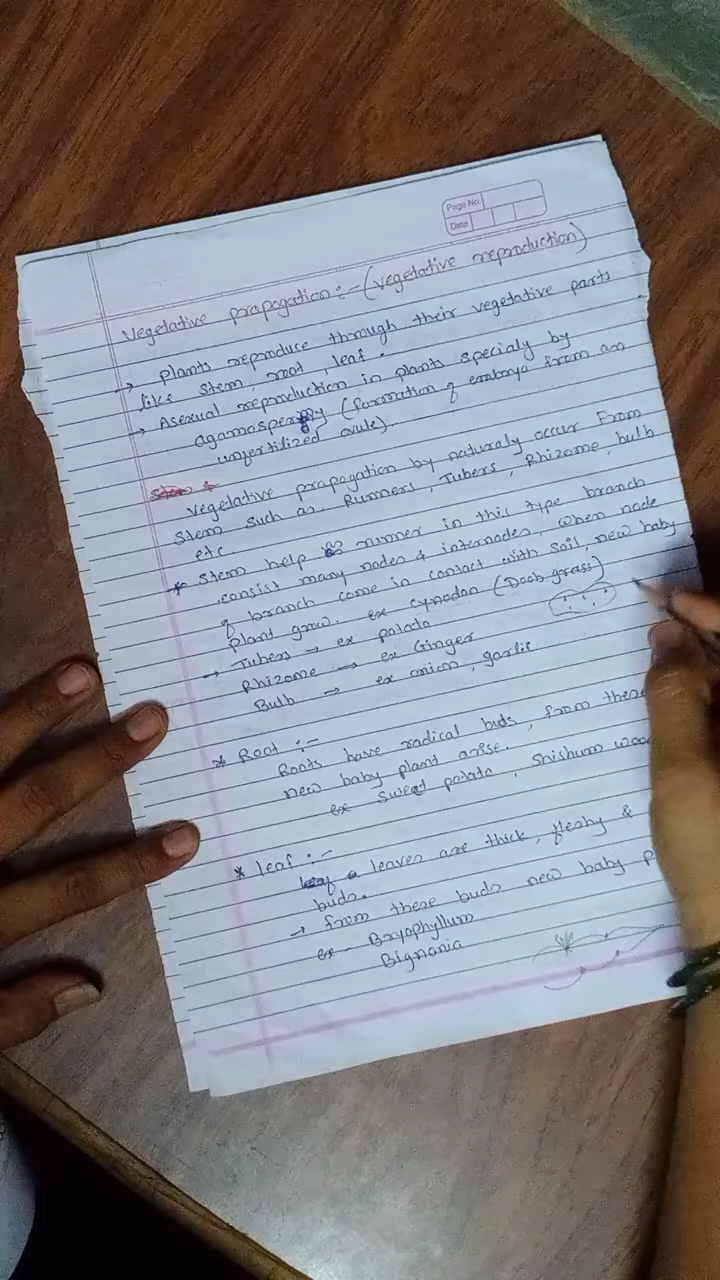 Page No.
Date
Vegetative propogation :- (vegetative reproduction)
→ plants reproduce through their vegetative parts
like stem, root, leaf.
→ Asexual reproduction in plants specialy by
agamospermy (formation of embryo from an
unfertilized ovule).
Vegetative propogation by naturaly occur From
stem such as Runners, Tubers, Rhizome, bulb
etc.
* Stem help runner in this type branch
consist many nodes & internodes, when node
of branch come in contact with soil, new baby
plant grow. ex cynodon (Doob grass)
→ Tubers → ex potato
Rhizome → ex Ginger
Bulb → ex onion, garlic
* Root :-
Roots have radical buds, from these
new baby plant arise.
ex sweet potato, Shishum woo
* leaf :-
leaves are thick, fleshy &
buds.
→ from these buds new baby p
ex - Bryophyllum
Bignonia